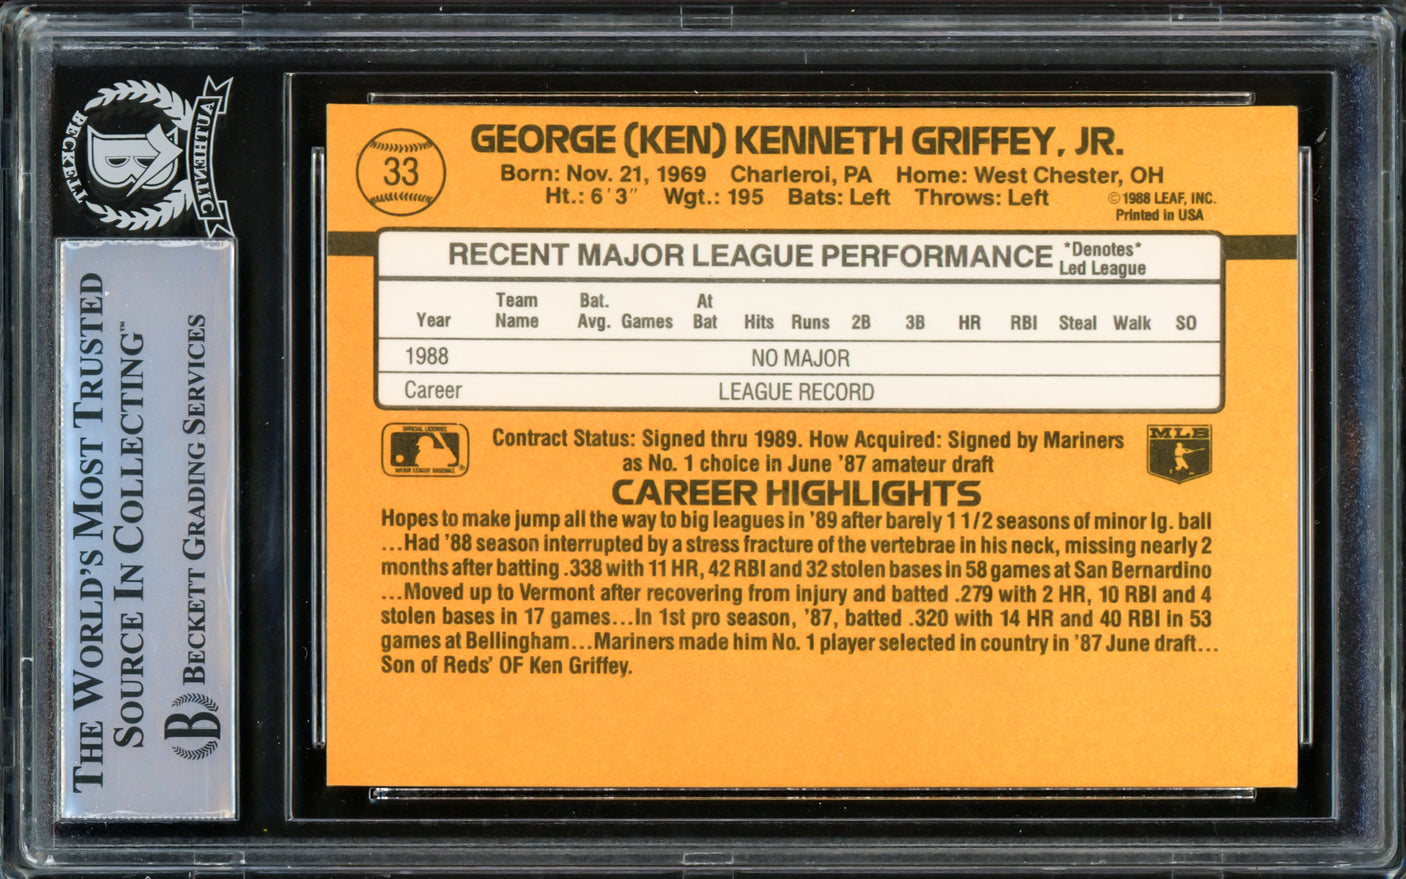 BECKETT
AUTHENTIC
B
THE WORLD'S MOST TRUSTED
SOURCE IN COLLECTING™
BECKETT GRADING SERVICES
B
33
GEORGE (KEN) KENNETH GRIFFEY, JR.
Born: Nov. 21, 1969 Charleroi, PA Home: West Chester, OH
Ht.: 6'3" Wgt.: 195 Bats: Left Throws: Left
©1988 LEAF, INC.
Printed in USA
RECENT MAJOR LEAGUE PERFORMANCE *Denotes*
Led League
Year Team Name Bat. Avg. Games At Bat Hits Runs 2B 3B HR RBI Steal Walk SO
1988 NO MAJOR
Career LEAGUE RECORD
OFFICIAL LICENSEE
MAJOR LEAGUE BASEBALL
®
Contract Status: Signed thru 1989. How Acquired: Signed by Mariners
as No. 1 choice in June '87 amateur draft
MLB
CAREER HIGHLIGHTS
Hopes to make jump all the way to big leagues in '89 after barely 1 1/2 seasons of minor lg. ball
...Had '88 season interrupted by a stress fracture of the vertebrae in his neck, missing nearly 2
months after batting .338 with 11 HR, 42 RBI and 32 stolen bases in 58 games at San Bernardino
...Moved up to Vermont after recovering from injury and batted .279 with 2 HR, 10 RBI and 4
stolen bases in 17 games...In 1st pro season, '87, batted .320 with 14 HR and 40 RBI in 53
games at Bellingham...Mariners made him No. 1 player selected in country in '87 June draft...
Son of Reds' OF Ken Griffey.